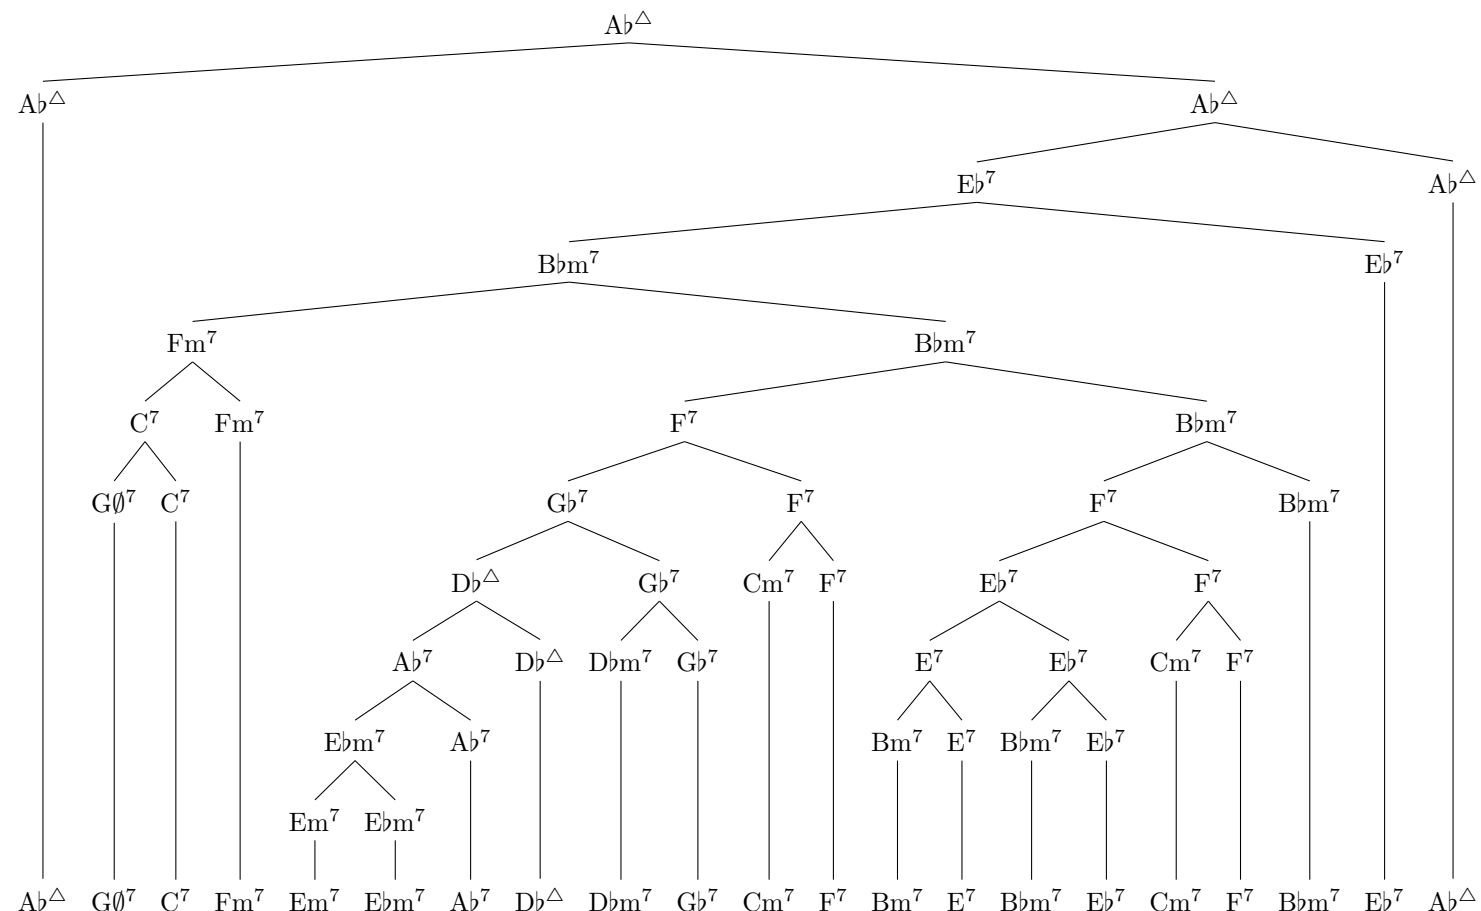 A♭△
A♭△ A♭△
E♭⁷ A♭△
B♭m⁷ E♭⁷
Fm⁷ B♭m⁷
C⁷ Fm⁷ F⁷ B♭m⁷
G∅⁷ C⁷ G♭⁷ F⁷ F⁷ B♭m⁷
D♭△ G♭⁷ Cm⁷ F⁷ E♭⁷ F⁷
A♭⁷ D♭△ D♭m⁷ G♭⁷ E⁷ E♭⁷ Cm⁷ F⁷
E♭m⁷ A♭⁷ Bm⁷ E⁷ B♭m⁷ E♭⁷
Em⁷ E♭m⁷
A♭△ G∅⁷ C⁷ Fm⁷ Em⁷ E♭m⁷ A♭⁷ D♭△ D♭m⁷ G♭⁷ Cm⁷ F⁷ Bm⁷ E⁷ B♭m⁷ E♭⁷ Cm⁷ F⁷ B♭m⁷ E♭⁷ A♭△